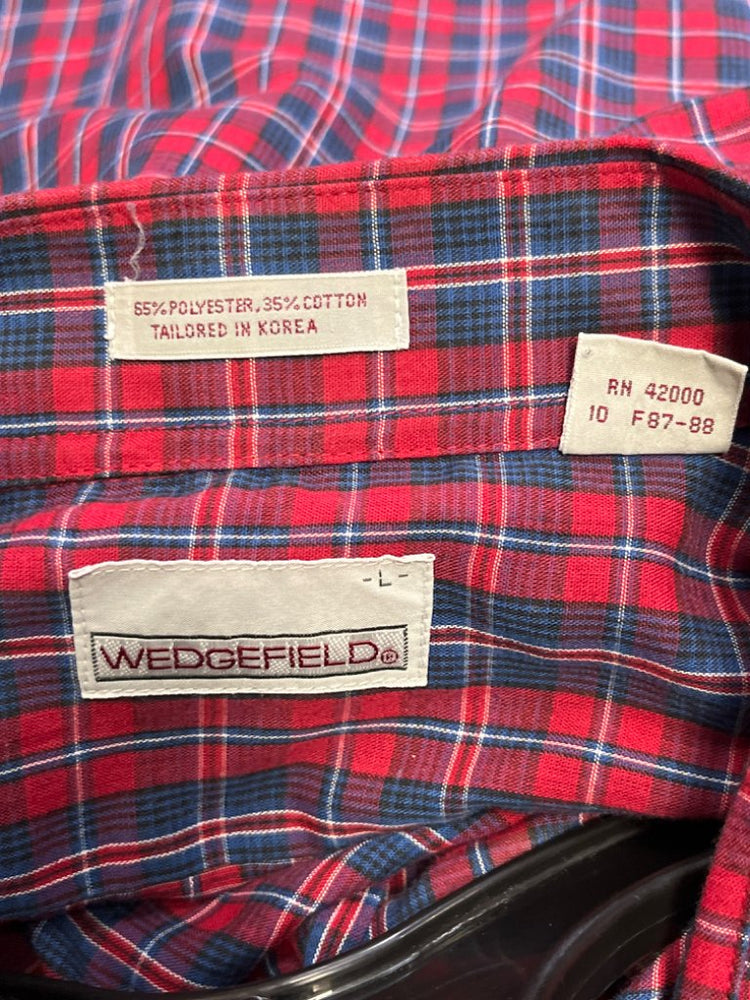 65% POLYESTER, 35% COTTON
TAILORED IN KOREA
RN 42000
10 F87-88
-L-
WEDGEFIELD®